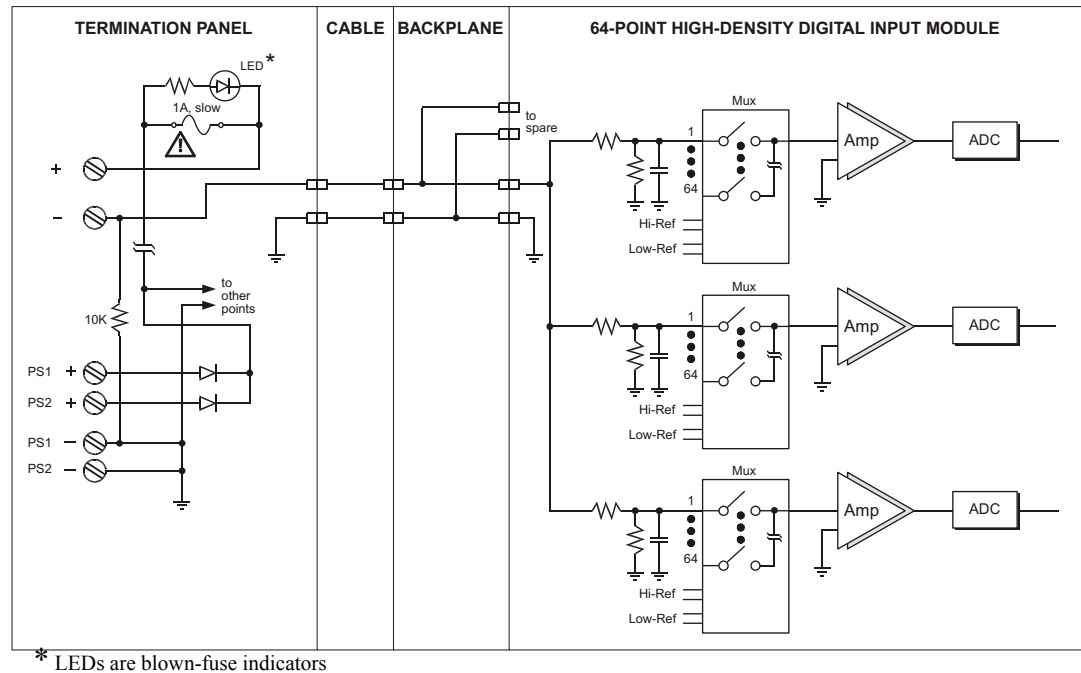 TERMINATION PANEL
CABLE
BACKPLANE
64-POINT HIGH-DENSITY DIGITAL INPUT MODULE
LED *
1A, slow
+
−
to
other
points
10K
PS1 +
PS2 +
PS1 −
PS2 −
to
spare
Mux
1
64
Hi-Ref
Low-Ref
Amp
ADC
Mux
1
64
Hi-Ref
Low-Ref
Amp
ADC
Mux
1
64
Hi-Ref
Low-Ref
Amp
ADC
* LEDs are blown-fuse indicators